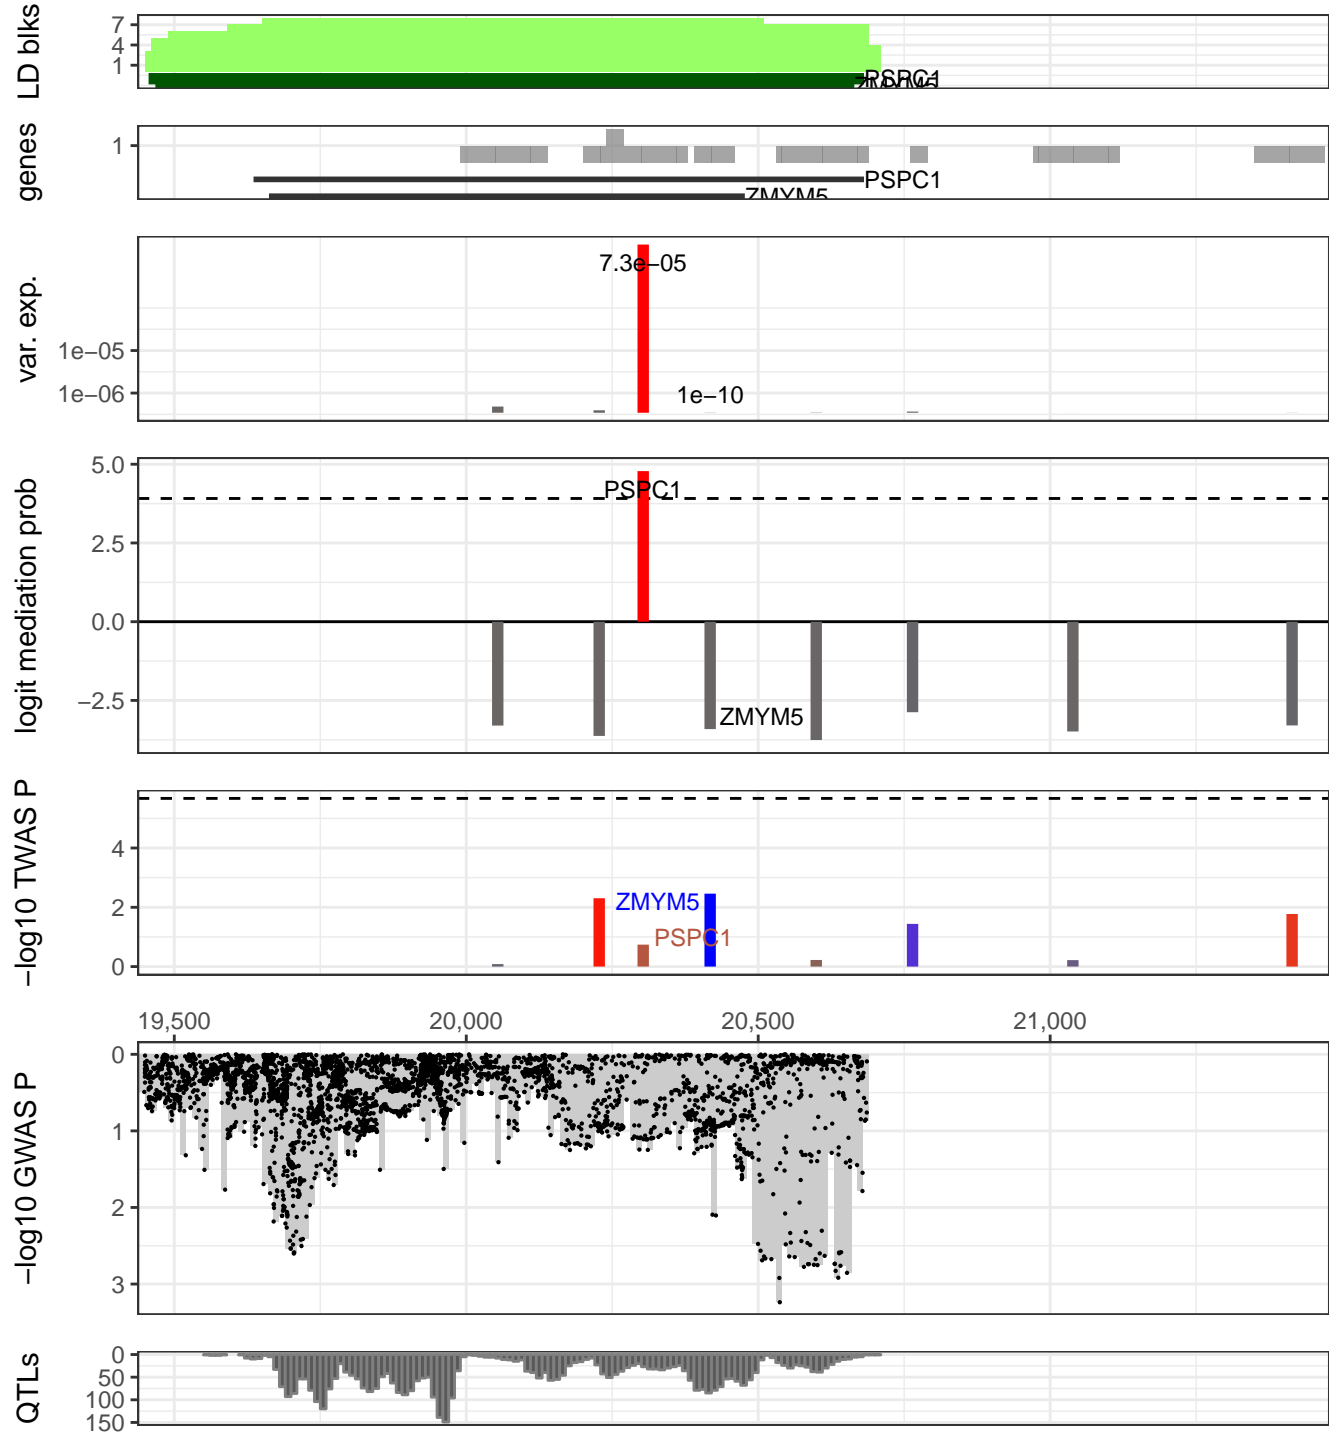 LD blks
7
4
1
PSPC1
ZMYM5
genes
1
PSPC1
ZMYM5
var. exp.
7.3e−05
1e−05
1e−06
1e−10
logit mediation prob
5.0
2.5
0.0
−2.5
PSPC1
ZMYM5
−log10 TWAS P
4
2
0
ZMYM5
PSPC1
19,500 20,000 20,500 21,000
−log10 GWAS P
0
1
2
3
QTLs
0
50
100
150